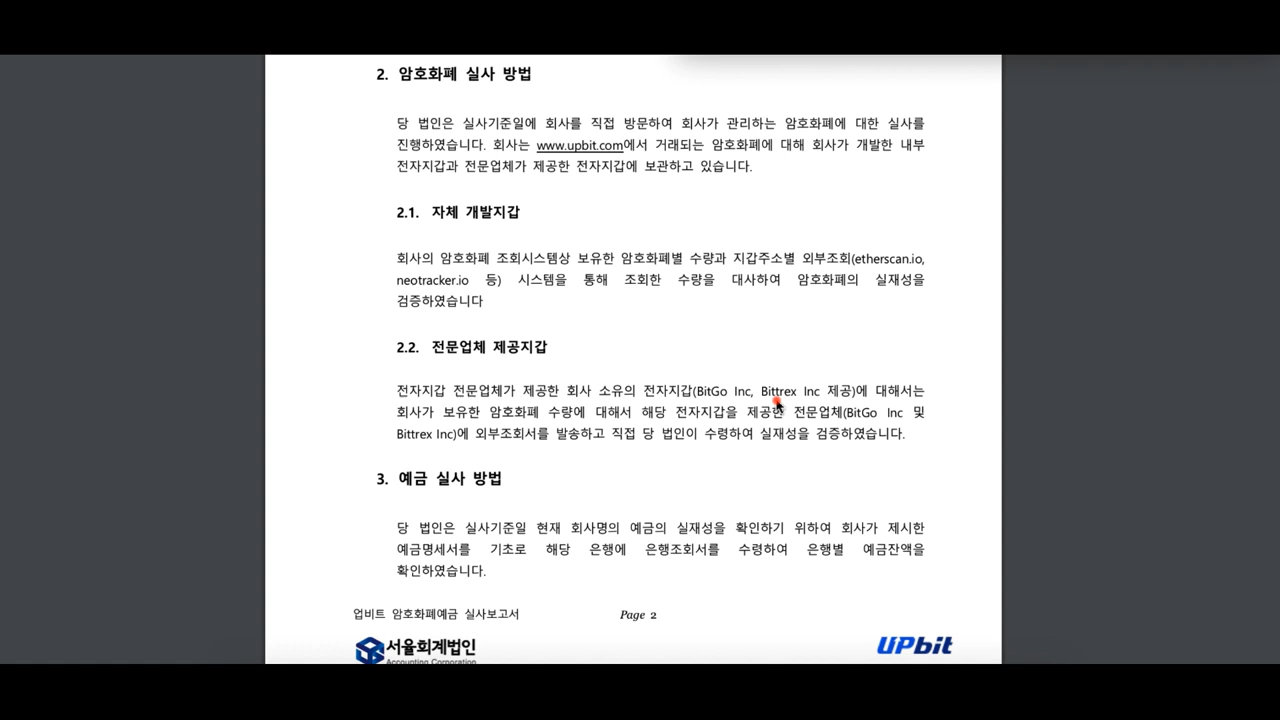 2. 암호화폐 실사 방법
당 법인은 실사기준일에 회사를 직접 방문하여 회사가 관리하는 암호화폐에 대한 실사를
진행하였습니다. 회사는 www.upbit.com에서 거래되는 암호화폐에 대해 회사가 개발한 내부
전자지갑과 전문업체가 제공한 전자지갑에 보관하고 있습니다.
2.1. 자체 개발지갑
회사의 암호화폐 조회시스템상 보유한 암호화폐별 수량과 지갑주소별 외부조회(etherscan.io,
neotracker.io 등) 시스템을 통해 조회한 수량을 대사하여 암호화폐의 실재성을
검증하였습니다
2.2. 전문업체 제공지갑
전자지갑 전문업체가 제공한 회사 소유의 전자지갑(BitGo Inc, Bittrex Inc 제공)에 대해서는
회사가 보유한 암호화폐 수량에 대해서 해당 전자지갑을 제공한 전문업체(BitGo Inc 및
Bittrex Inc)에 외부조회서를 발송하고 직접 당 법인이 수령하여 실재성을 검증하였습니다.
3. 예금 실사 방법
당 법인은 실사기준일 현재 회사명의 예금의 실재성을 확인하기 위하여 회사가 제시한
예금명세서를 기초로 해당 은행에 은행조회서를 수령하여 은행별 예금잔액을
확인하였습니다.
업비트 암호화폐예금 실사보고서 Page 2
서율회계법인 UPbit
Accounting Corporation